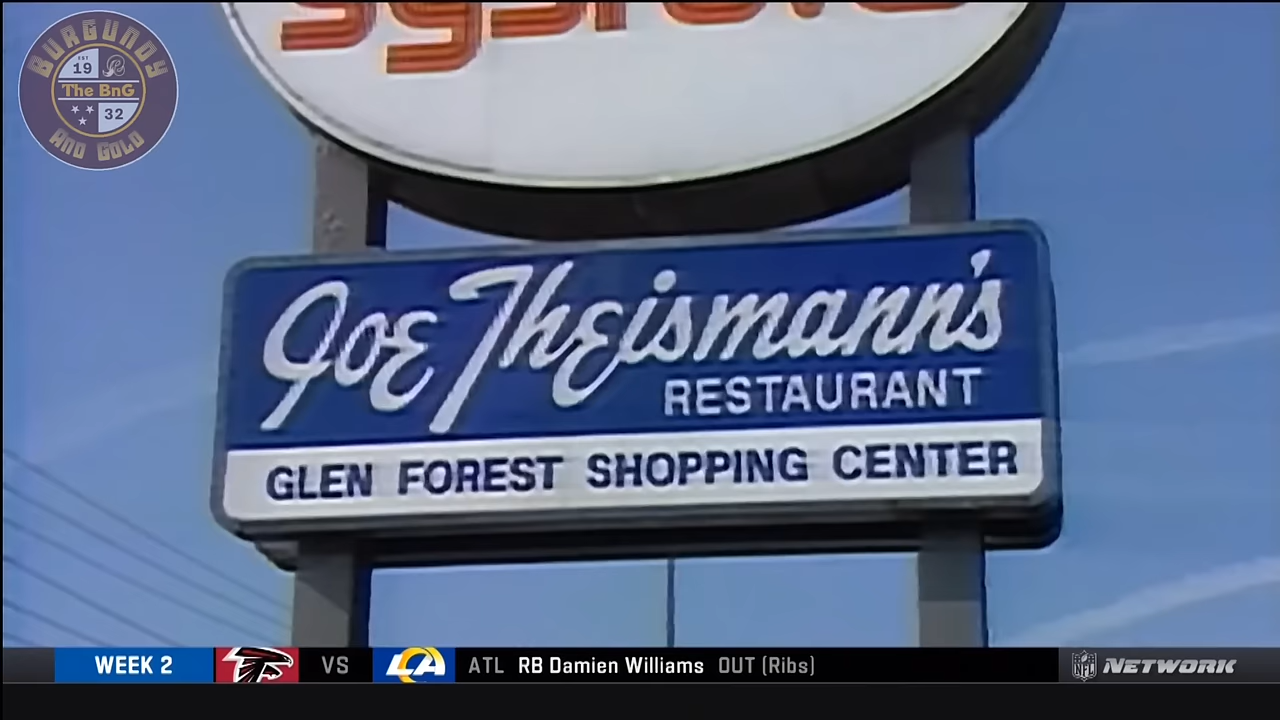 BURGUNDY
EST
19
The BnG
32
AND GOLD
Joe Theismann's
RESTAURANT
GLEN FOREST SHOPPING CENTER
WEEK 2
VS
ATL RB Damien Williams OUT (Ribs)
NFL NETWORK